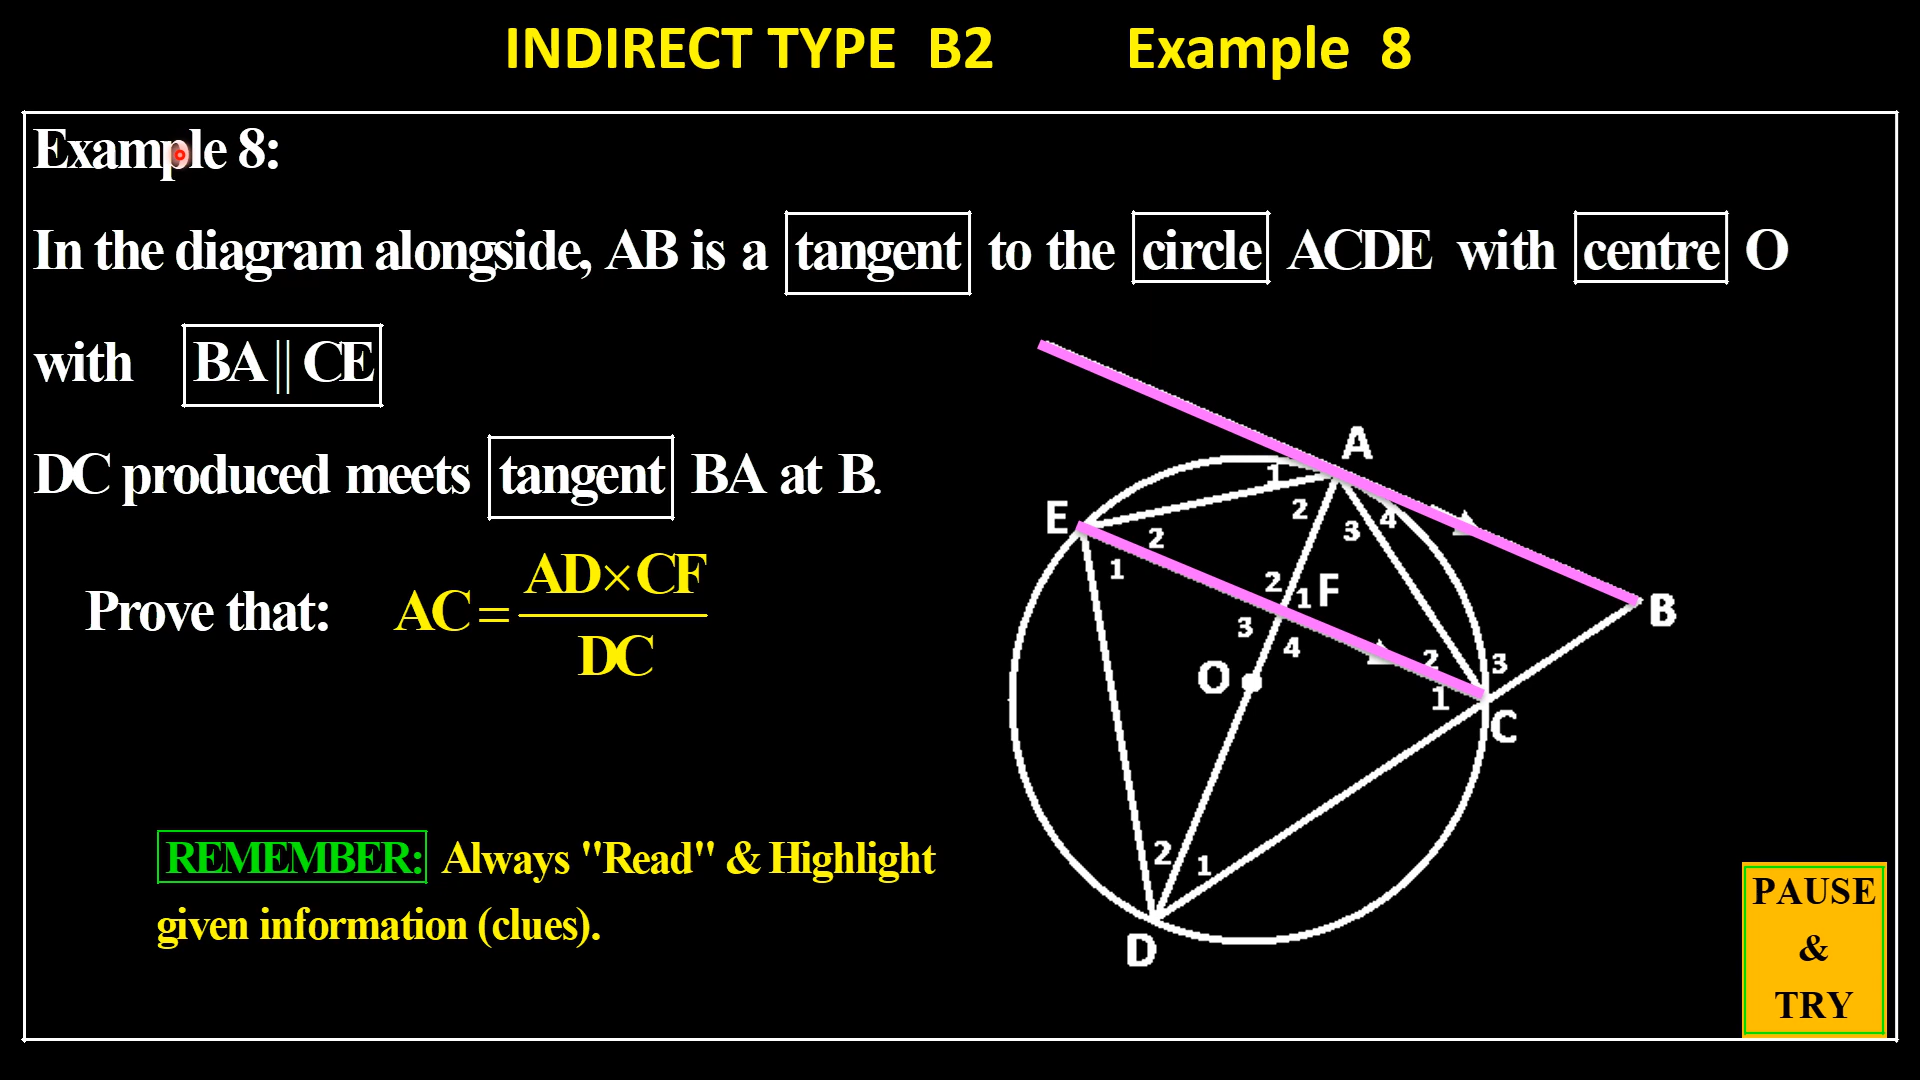 INDIRECT TYPE B2 Example 8
Example 8:
In the diagram alongside, AB is a tangent to the circle ACDE with centre O
with BA || CE
DC produced meets tangent BA at B.
Prove that: AC = AD×CF / DC
REMEMBER: Always "Read" & Highlight
given information (clues).
A
1
E
2
2
3
4
1
2
1
F
B
3
4
2
3
O
1
C
2
1
D
PAUSE
&
TRY